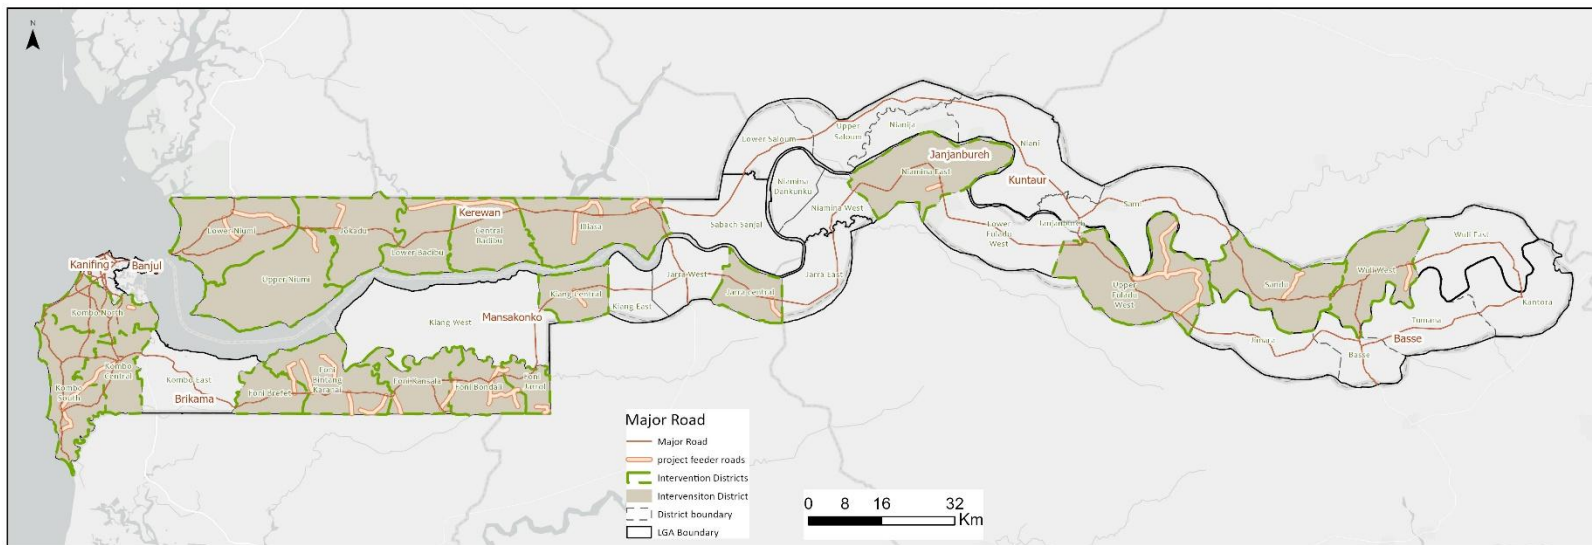 N
Lower Saloum
Upper
Saloum
Nianija
Niani
Janjanbureh
Niamina East
Niamina
Dankunku
Kuntaur
Niamina West
Sami
Lower
Fuladu
West
Janjanbureh
Wuli East
Kerewan
Lower Niumi
Jokadu
Central
Badibu
Illiasa
Sabach Sanjal
Lower Badibu
Upper Niumi
Kanifing
Banjul
Jarra West
Jarra East
Kiang Central
Kiang East
Jarra Central
Upper
Fuladu
West
Sandu
Wuli West
Kantora
Tumana
Basse
Jimara
Basse
Kombo North
Kiang West
Mansakonko
Kombo
Central
Kombo
South
Kombo East
Brikama
Foni Brefet
Foni
Bintang
Karanai
Foni Kansala
Foni Bondali
Foni
Jarrol
Major Road
Major Road
project feeder roads
Intervention Districts
Intervensiton District
District boundary
LGA Boundary
0 8 16 32
Km